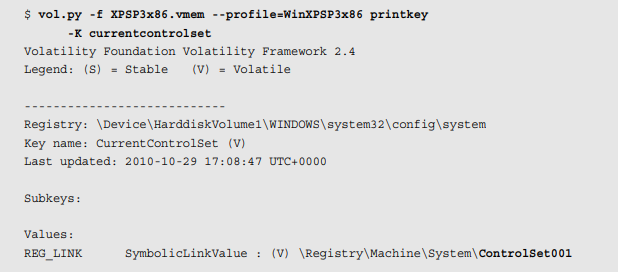 $ vol.py -f XPSP3x86.vmem --profile=WinXPSP3x86 printkey
-K currentcontrolset
Volatility Foundation Volatility Framework 2.4
Legend: (S) = Stable   (V) = Volatile
----------------------------
Registry: \Device\HarddiskVolume1\WINDOWS\system32\config\system
Key name: CurrentControlSet (V)
Last updated: 2010-10-29 17:08:47 UTC+0000
Subkeys:
Values:
REG_LINK      SymbolicLinkValue : (V) \Registry\Machine\System\ControlSet001